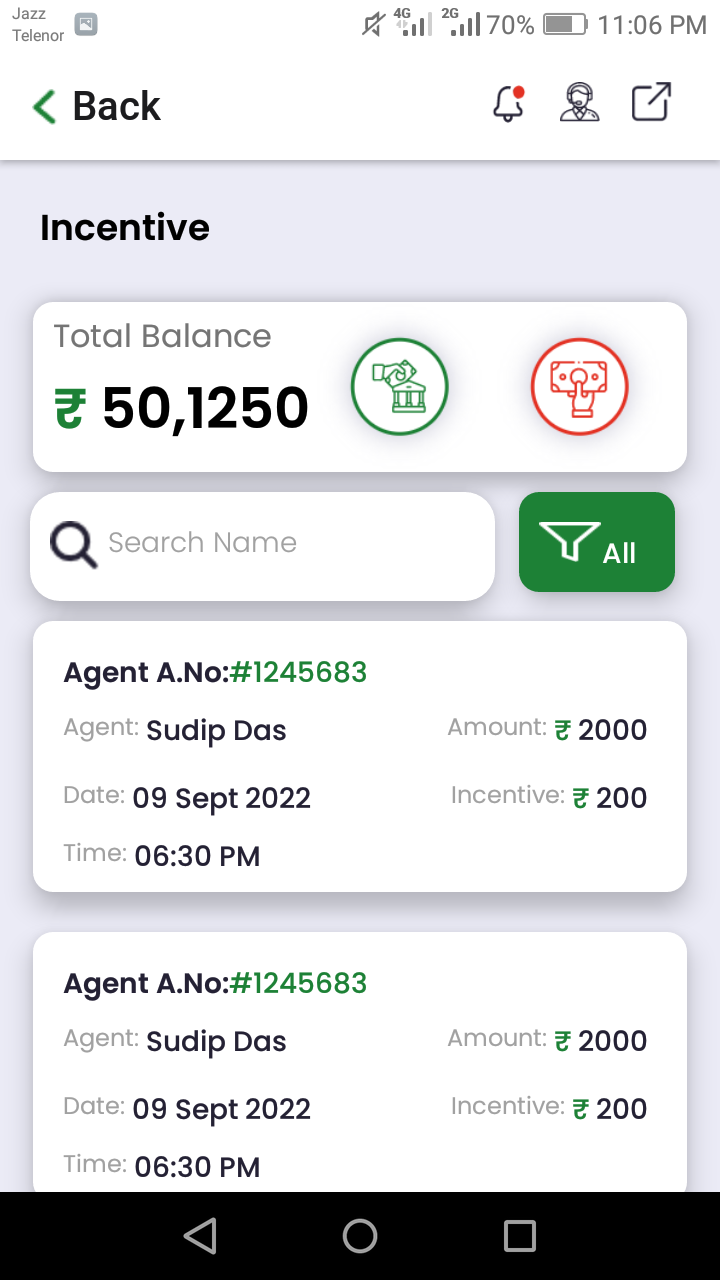 Jazz
Telenor
4G 2G 70% 11:06 PM
Back
Incentive
Total Balance
₹ 50,1250
Search Name
All
Agent A.No:#1245683
Agent: Sudip Das Amount: ₹ 2000
Date: 09 Sept 2022 Incentive: ₹ 200
Time: 06:30 PM
Agent A.No:#1245683
Agent: Sudip Das Amount: ₹ 2000
Date: 09 Sept 2022 Incentive: ₹ 200
Time: 06:30 PM